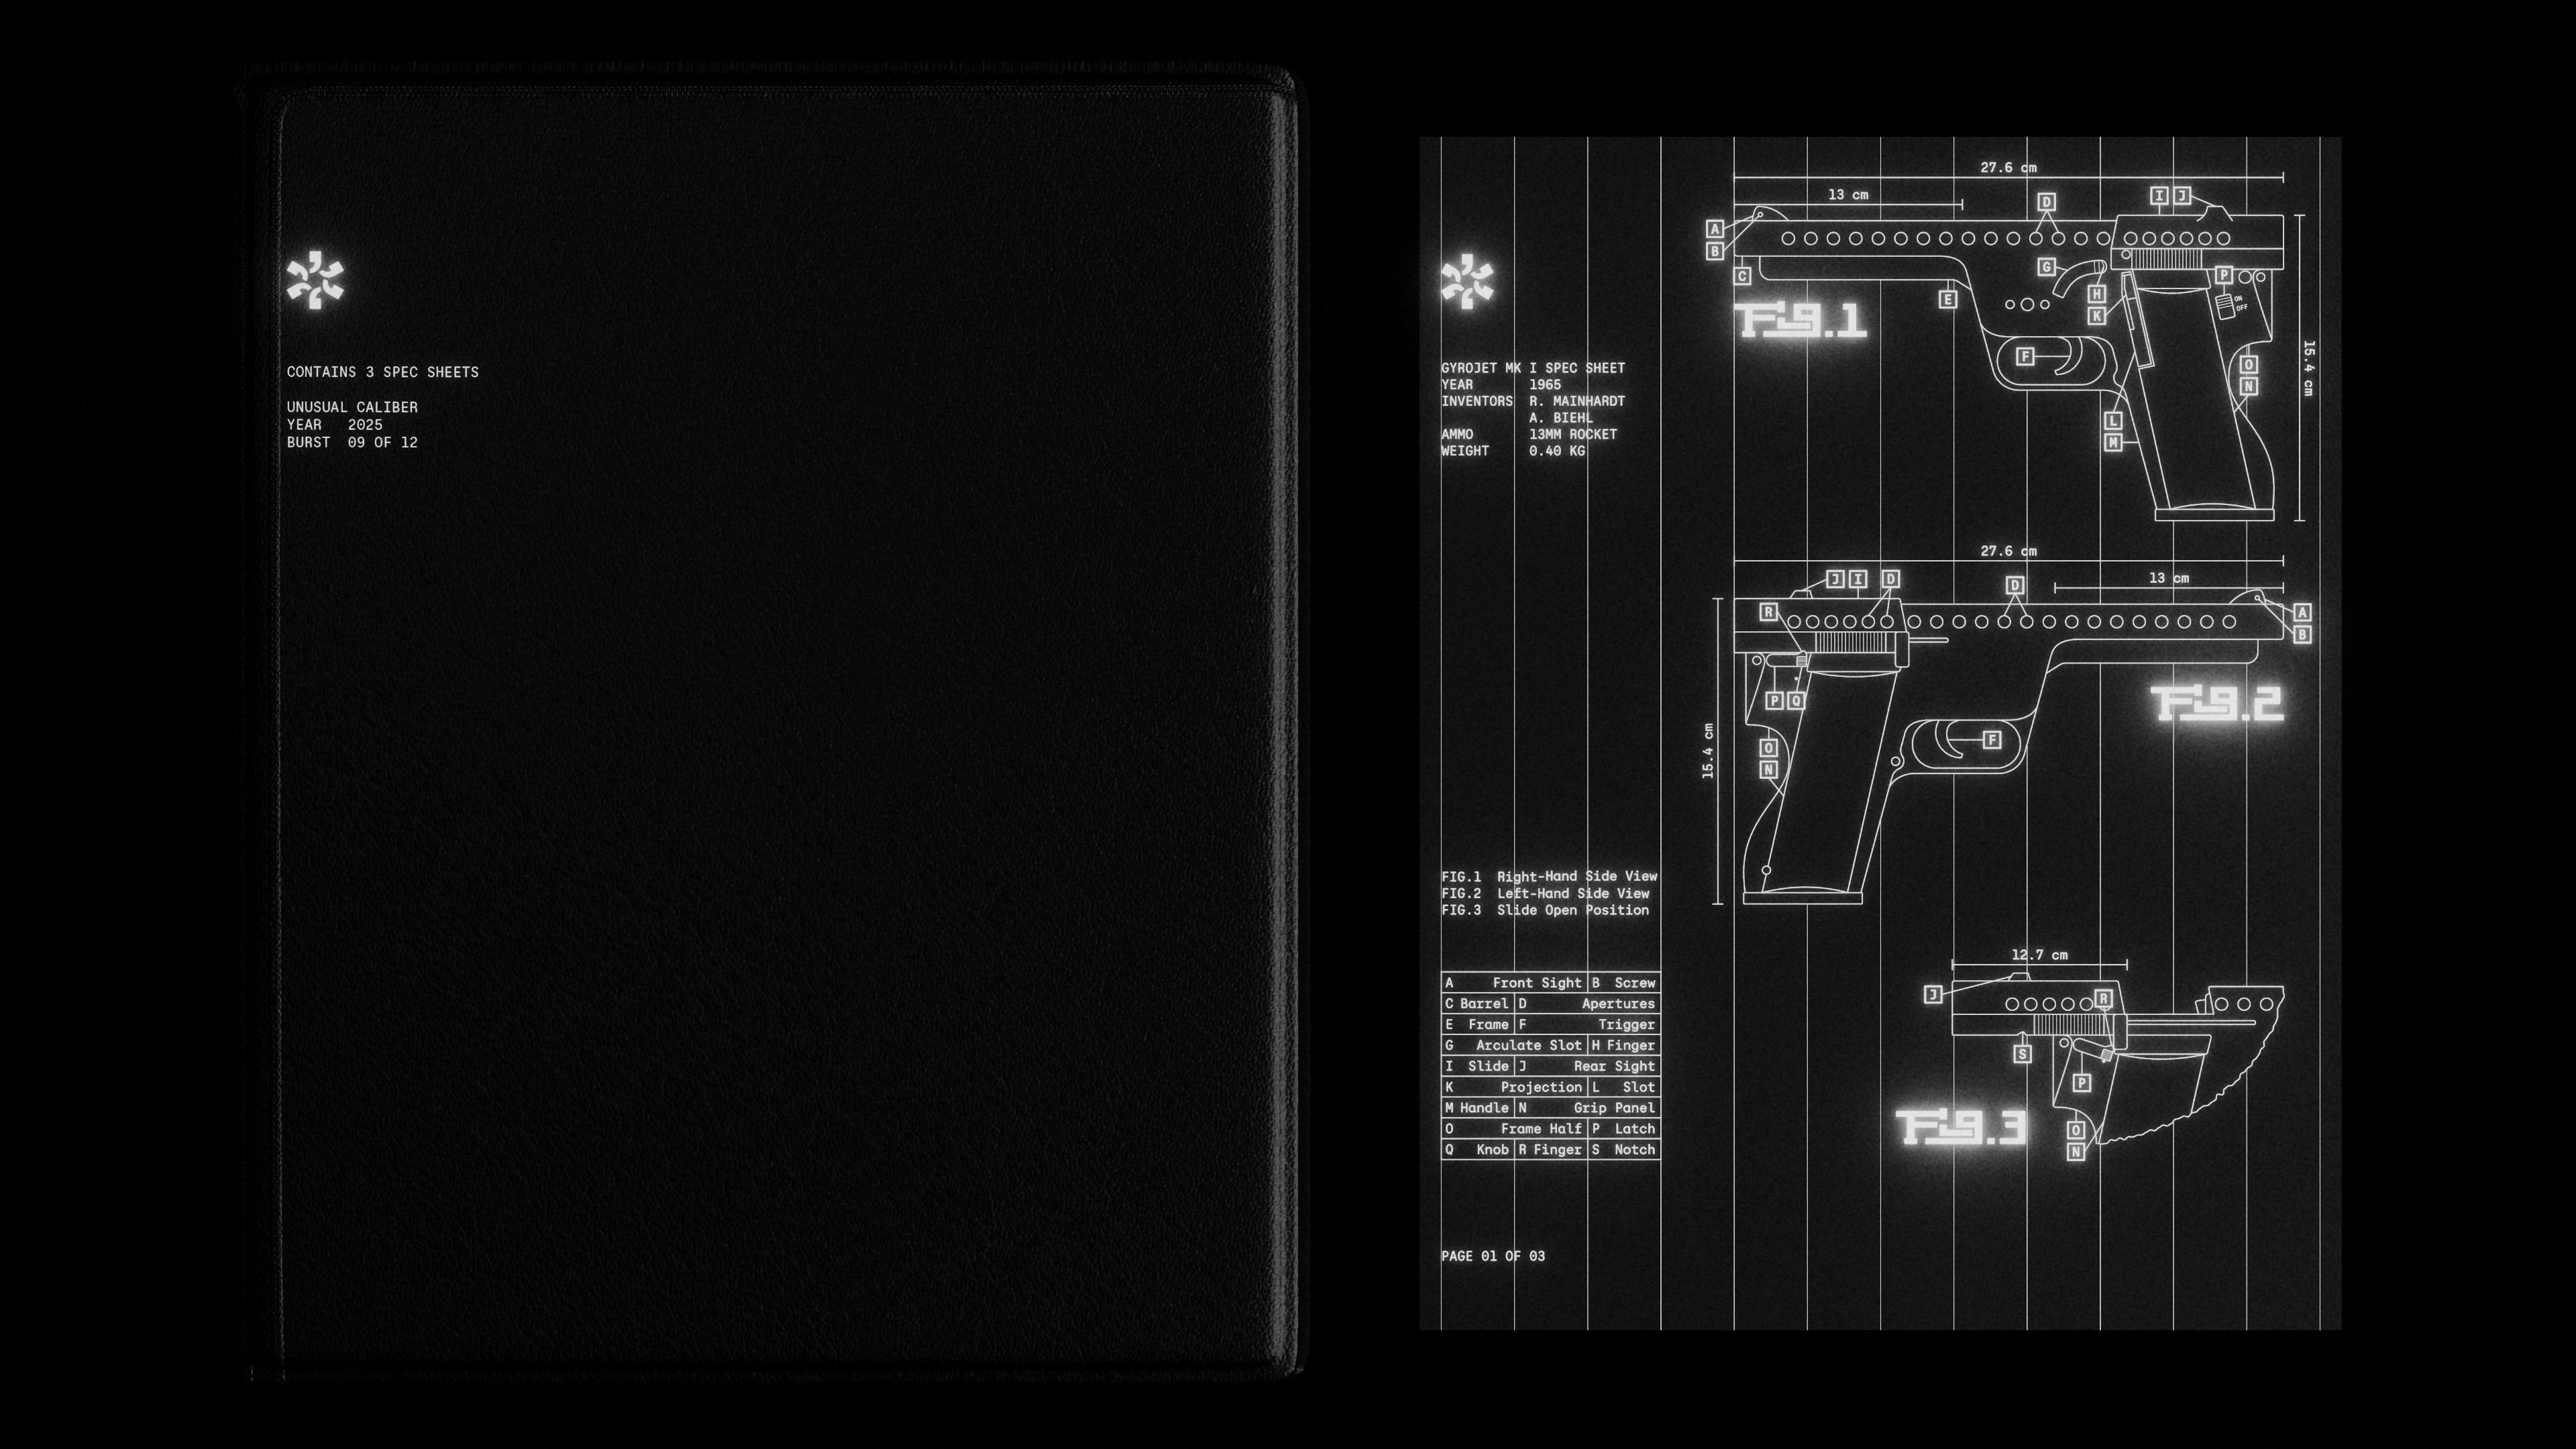 CONTAINS 3 SPEC SHEETS
UNUSUAL CALIBER
YEAR 2025
BURST 09 OF 12
GYROJET MK I SPEC SHEET
YEAR 1965
INVENTORS R. MAINHARDT
A. BIEHL
AMMO 13MM ROCKET
WEIGHT 0.40 KG
27.6 cm
13 cm
D
I J
A
B
C
G
P
E
H
K
ON
OFF
Fig.1
F
O
N
15.4 cm
L
M
27.6 cm
13 cm
J I D
D
R
A
B
P Q
Fig.2
F
O
N
15.4 cm
FIG.1 Right-Hand Side View
FIG.2 Left-Hand Side View
FIG.3 Slide Open Position
12.7 cm
J
R
S
P
Fig.3
O
N
A Front Sight B Screw
C Barrel D Apertures
E Frame F Trigger
G Arculate Slot H Finger
I Slide J Rear Sight
K Projection L Slot
M Handle N Grip Panel
O Frame Half P Latch
Q Knob R Finger S Notch
PAGE 01 OF 03